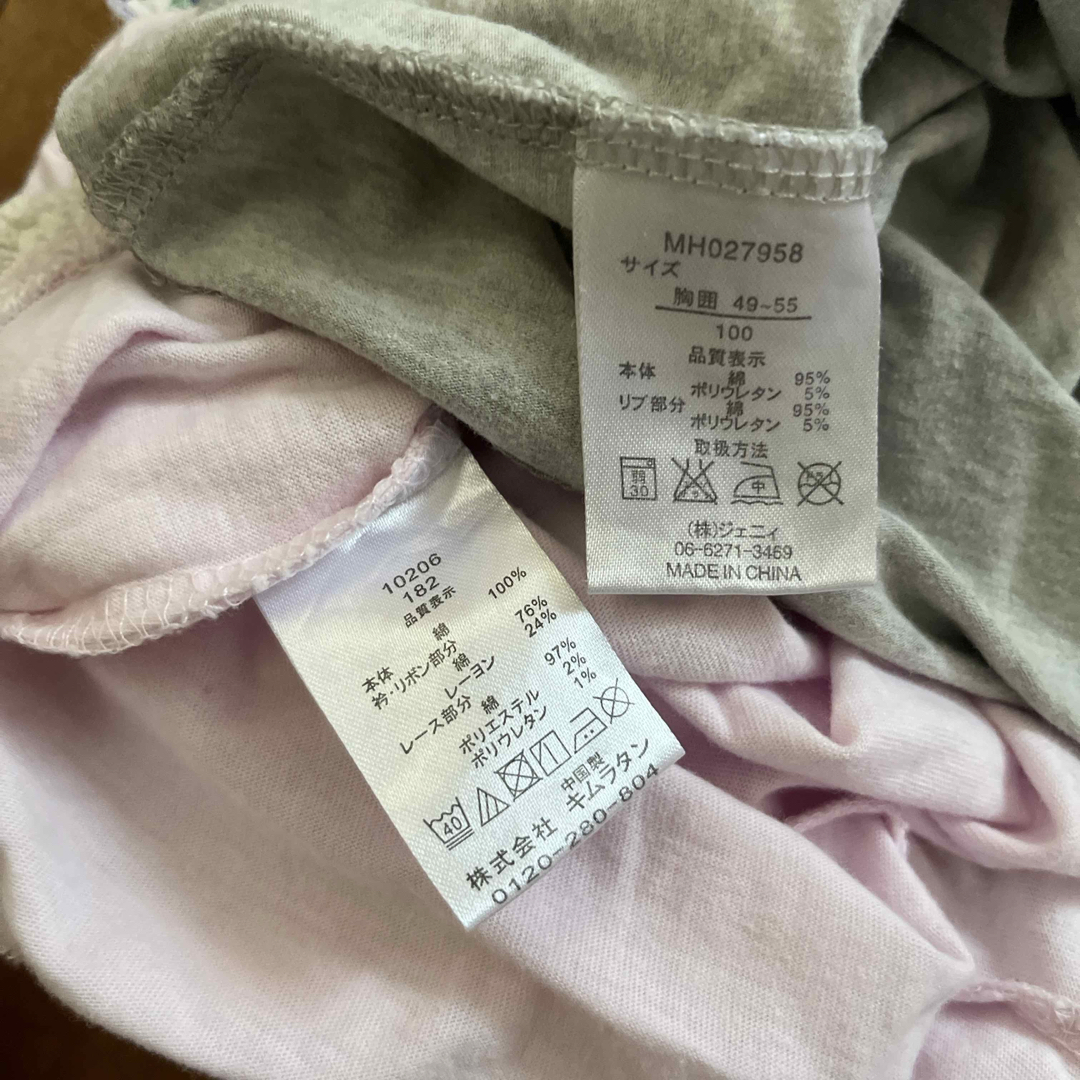 MH027958
サイズ
胸囲 49~55
100
品質表示
本体 綿 95%
ポリウレタン 5%
リブ部分 綿 95%
ポリウレタン 5%
取扱方法
弱 30 中
(株)ジェニィ
06-6271-3469
MADE IN CHINA
10206
182
品質表示
本体 綿 100%
衿・リボン部分 綿 76%
レーヨン 24%
レース部分 綿 97%
ポリエステル 2%
ポリウレタン 1%
40
中国製
株式会社 キムラタン
0120-280-804